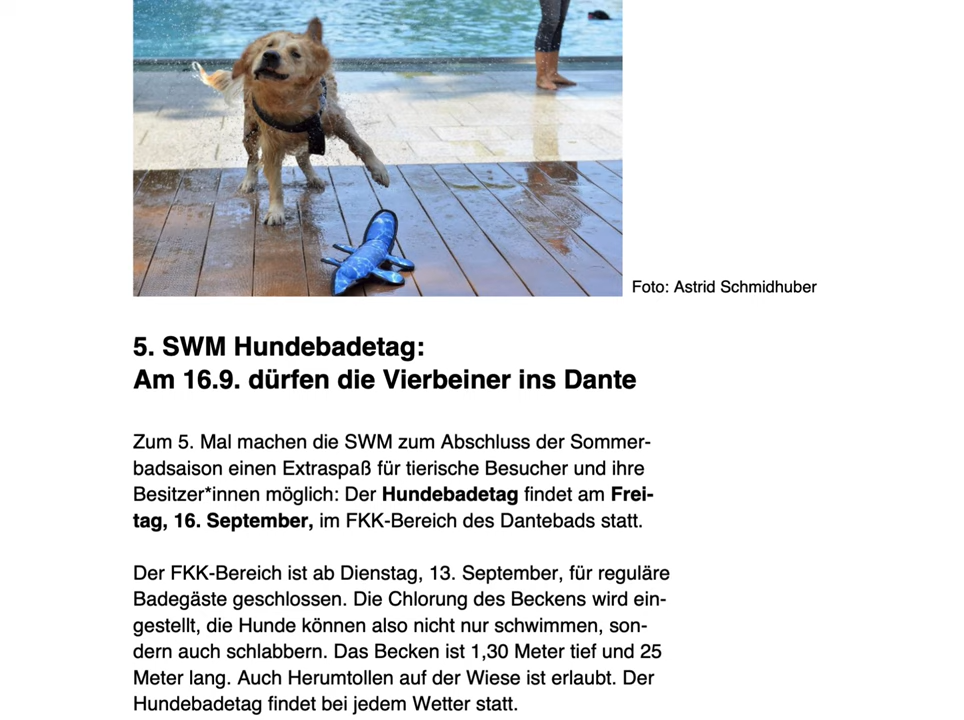 Foto: Astrid Schmidhuber
5. SWM Hundebadetag:
Am 16.9. dürfen die Vierbeiner ins Dante
Zum 5. Mal machen die SWM zum Abschluss der Sommer-
badsaison einen Extraspaß für tierische Besucher und ihre
Besitzer*innen möglich: Der Hundebadetag findet am Frei-
tag, 16. September, im FKK-Bereich des Dantebads statt.
Der FKK-Bereich ist ab Dienstag, 13. September, für reguläre
Badegäste geschlossen. Die Chlorung des Beckens wird ein-
gestellt, die Hunde können also nicht nur schwimmen, son-
dern auch schlabbern. Das Becken ist 1,30 Meter tief und 25
Meter lang. Auch Herumtollen auf der Wiese ist erlaubt. Der
Hundebadetag findet bei jedem Wetter statt.